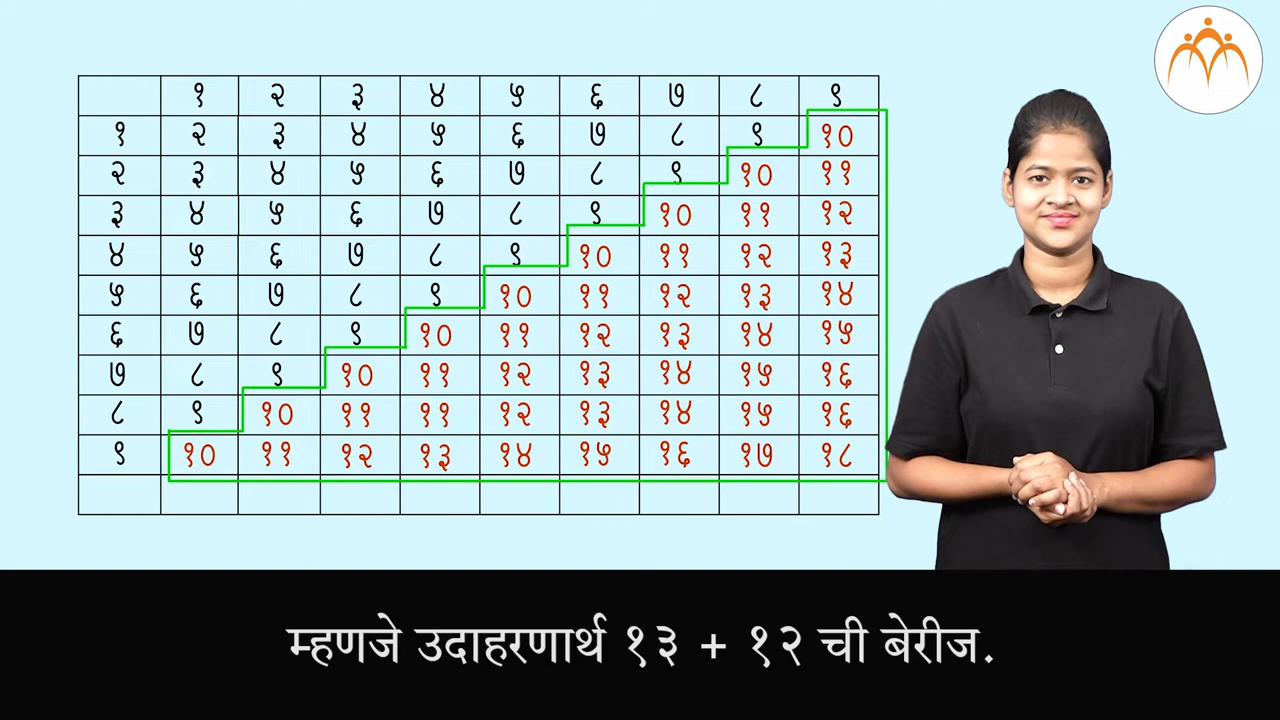 १ २ ३ ४ ५ ६ ७ ८ ९
१ २ ३ ४ ५ ६ ७ ८ ९ १०
२ ३ ४ ५ ६ ७ ८ ९ १० ११
३ ४ ५ ६ ७ ८ ९ १० ११ १२
४ ५ ६ ७ ८ ९ १० ११ १२ १३
५ ६ ७ ८ ९ १० ११ १२ १३ १४
६ ७ ८ ९ १० ११ १२ १३ १४ १५
७ ८ ९ १० ११ १२ १३ १४ १५ १६
८ ९ १० ११ ११ १२ १३ १४ १५ १६
९ १० ११ १२ १३ १४ १५ १६ १७ १८
म्हणजे उदाहरणार्थ १३ + १२ ची बेरीज.